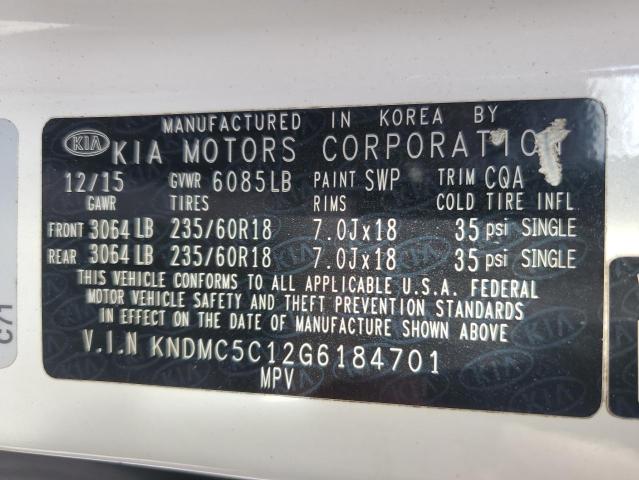 MANUFACTURED IN KOREA BY
KIA KIA MOTORS CORPORATION
12/15 GVWR 6085LB PAINT SWP TRIM CQA
GAWR TIRES RIMS COLD TIRE INFL.
FRONT 3064 LB 235/60R18 7.0Jx18 35 psi SINGLE
REAR 3064 LB 235/60R18 7.0Jx18 35 psi SINGLE
THIS VEHICLE CONFORMS TO ALL APPLICABLE U.S.A. FEDERAL
MOTOR VEHICLE SAFETY AND THEFT PREVENTION STANDARDS
IN EFFECT ON THE DATE OF MANUFACTURE SHOWN ABOVE.
V.I.N KNDMC5C12G6184701
MPV